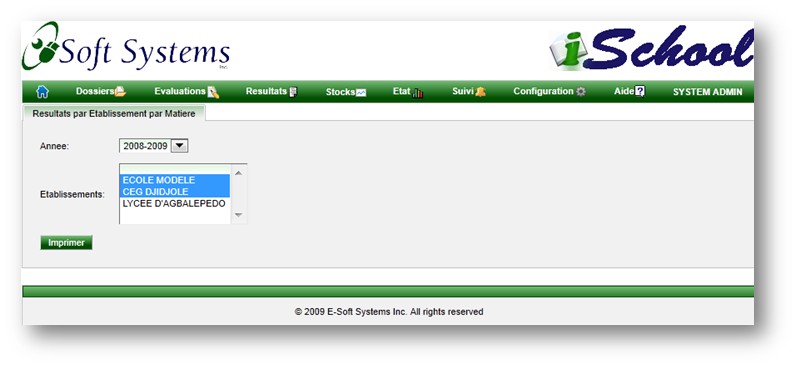 Soft Systems Inc.
iSchool
Dossiers Evaluations Resultats Stocks Etat Suivi Configuration Aide ? SYSTEM ADMIN
Resultats par Etablissement par Matiere
Annee: 2008-2009
ECOLE MODELE
CEG DJIDJOLE
Etablissements:
LYCEE D'AGBALEPEDO
Imprimer
© 2009 E-Soft Systems Inc. All rights reserved